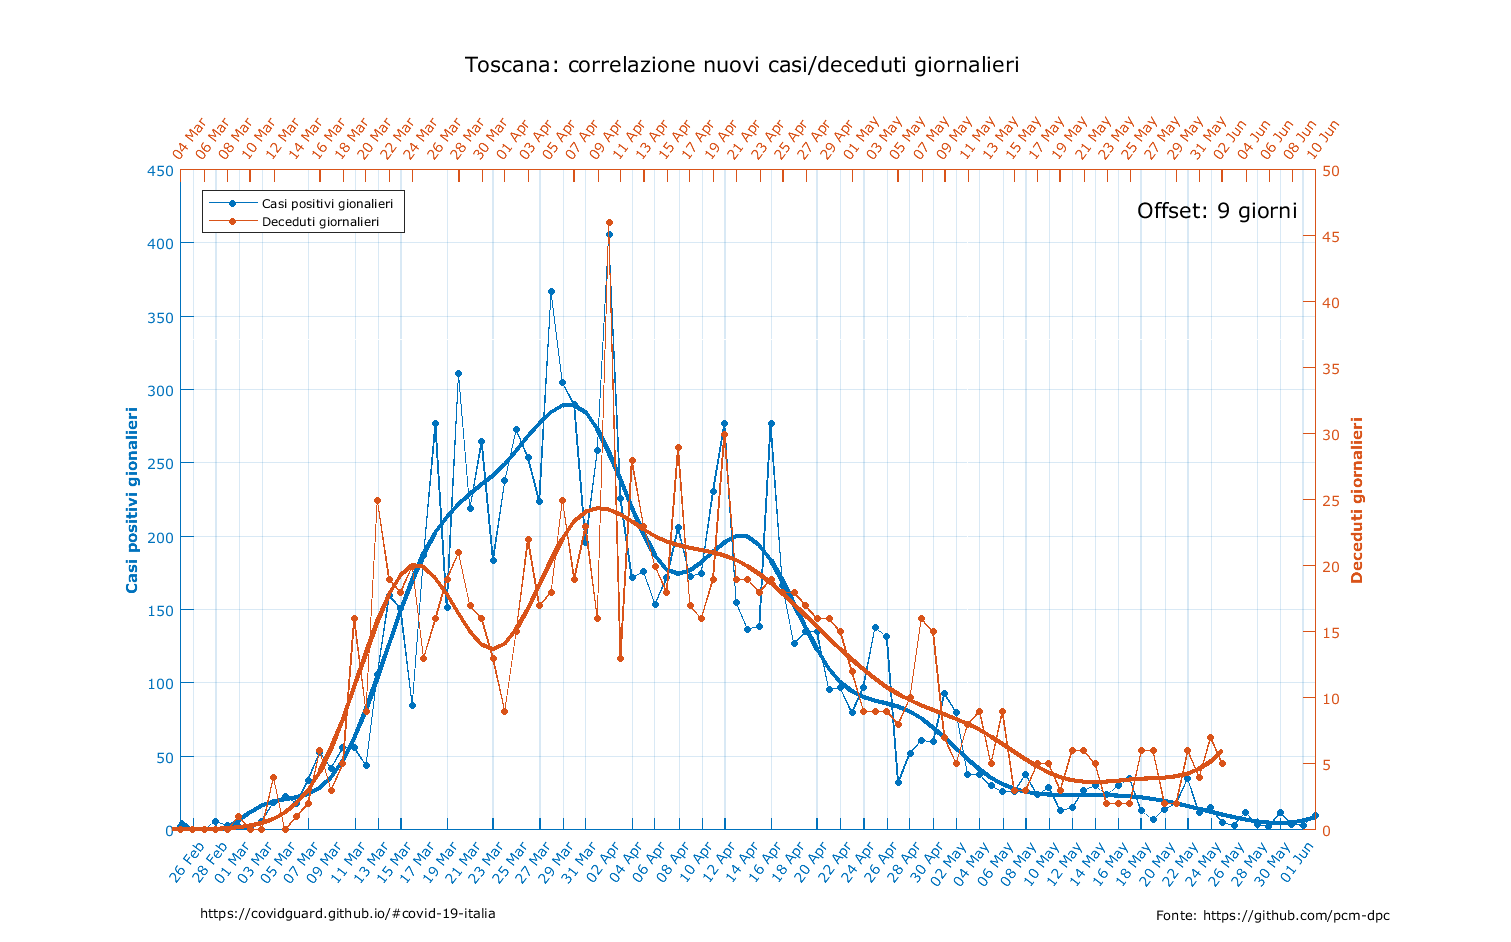 Toscana: correlazione nuovi casi/deceduti giornalieri
04 Mar 06 Mar 08 Mar 10 Mar 12 Mar 14 Mar 16 Mar 18 Mar 20 Mar 22 Mar 24 Mar 26 Mar 28 Mar 30 Mar 01 Apr 03 Apr 05 Apr 07 Apr 09 Apr 11 Apr 13 Apr 15 Apr 17 Apr 19 Apr 21 Apr 23 Apr 25 Apr 27 Apr 29 Apr 01 May 03 May 05 May 07 May 09 May 11 May 13 May 15 May 17 May 19 May 21 May 23 May 25 May 27 May 29 May 31 May 02 Jun 04 Jun 06 Jun 08 Jun 10 Jun
450
400
350
300
250
200
150
100
50
0
Casi positivi gionalieri
Casi positivi gionalieri
Deceduti giornalieri
Offset: 9 giorni
50
45
40
35
30
25
20
15
10
5
0
Deceduti giornalieri
26 Feb 28 Feb 01 Mar 03 Mar 05 Mar 07 Mar 09 Mar 11 Mar 13 Mar 15 Mar 17 Mar 19 Mar 21 Mar 23 Mar 25 Mar 27 Mar 29 Mar 31 Mar 02 Apr 04 Apr 06 Apr 08 Apr 10 Apr 12 Apr 14 Apr 16 Apr 18 Apr 20 Apr 22 Apr 24 Apr 26 Apr 28 Apr 30 Apr 02 May 04 May 06 May 08 May 10 May 12 May 14 May 16 May 18 May 20 May 22 May 24 May 26 May 28 May 30 May 01 Jun
https://covidguard.github.io/#covid-19-italia
Fonte: https://github.com/pcm-dpc